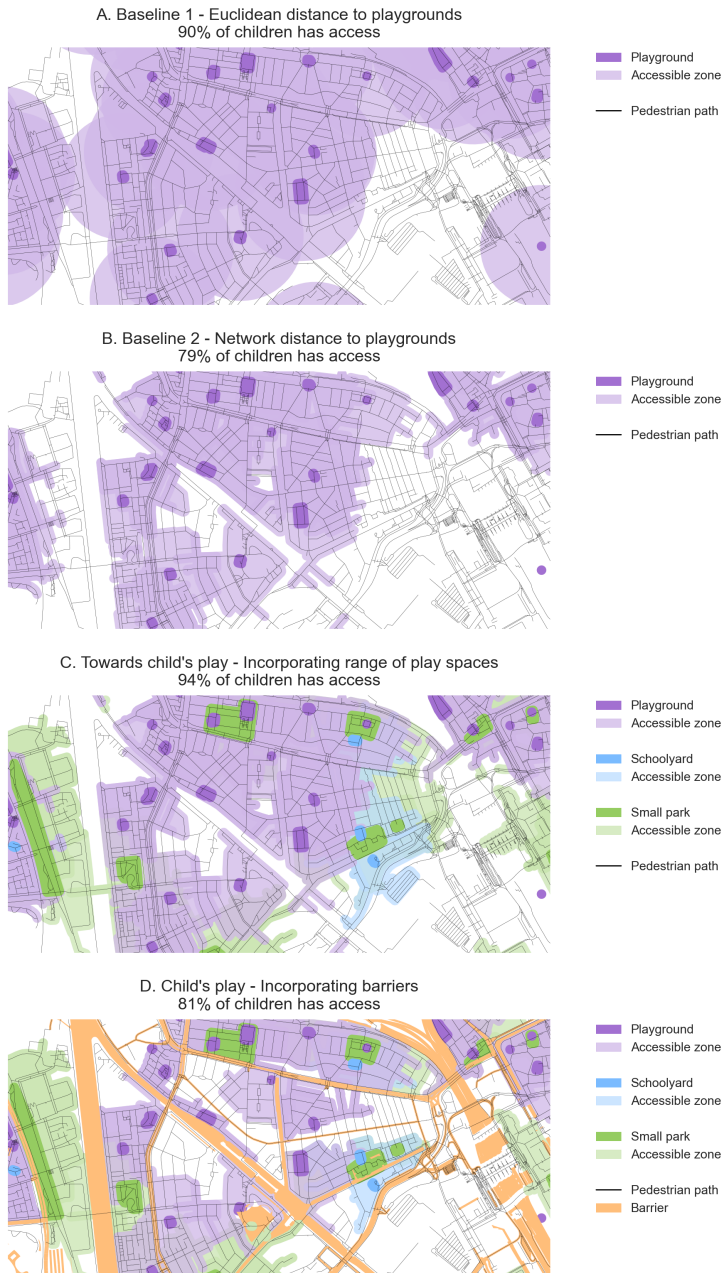 A. Baseline 1 - Euclidean distance to playgrounds
90% of children has access
Playground
Accessible zone
Pedestrian path
B. Baseline 2 - Network distance to playgrounds
79% of children has access
Playground
Accessible zone
Pedestrian path
C. Towards child's play - Incorporating range of play spaces
94% of children has access
Playground
Accessible zone
Schoolyard
Accessible zone
Small park
Accessible zone
Pedestrian path
D. Child's play - Incorporating barriers
81% of children has access
Playground
Accessible zone
Schoolyard
Accessible zone
Small park
Accessible zone
Pedestrian path
Barrier